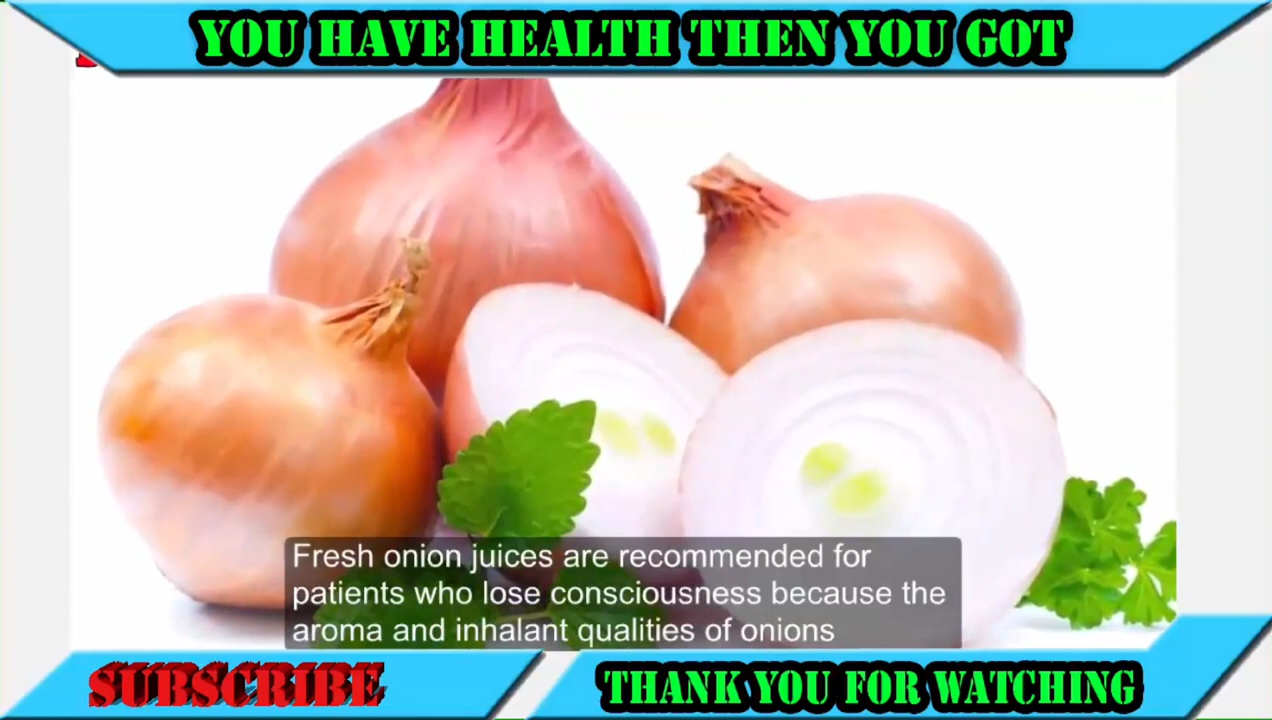 YOU HAVE HEALTH THEN YOU GOT
Fresh onion juices are recommended for
patients who lose consciousness because the
aroma and inhalant qualities of onions
SUBSCRIBE
THANK YOU FOR WATCHING